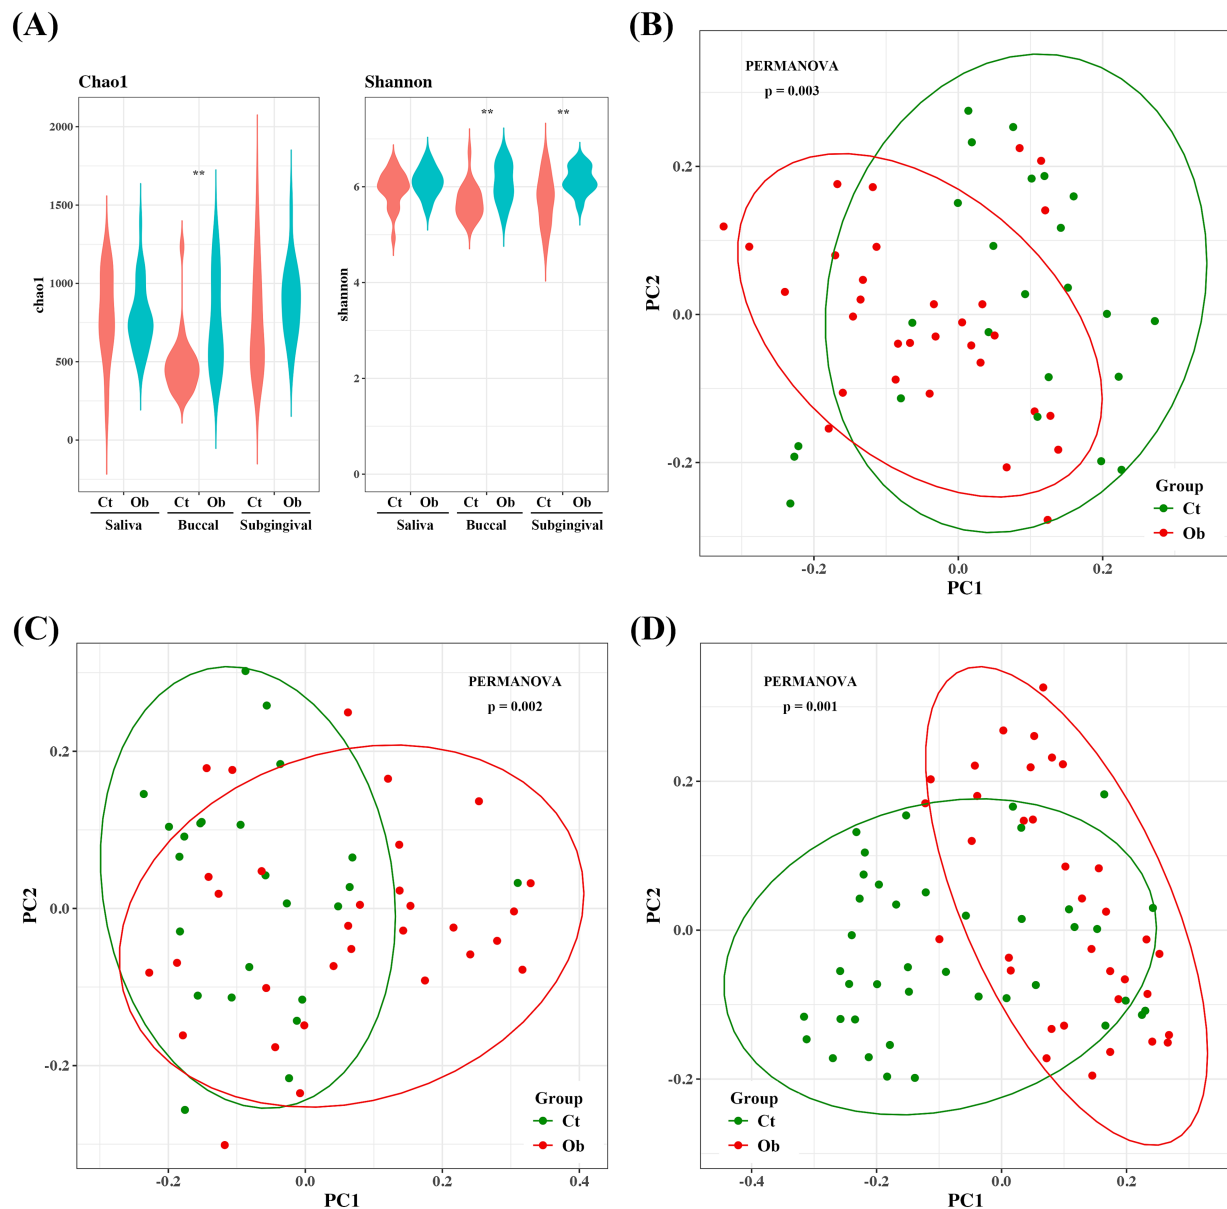 (A)
Chao1
chao1
2000
1500
1000
500
0
**
Ct Ob Ct Ob Ct Ob
Saliva Buccal Subgingival
Shannon
shannon
6
4
2
0
** **
Ct Ob Ct Ob Ct Ob
Saliva Buccal Subgingival
(B)
PERMANOVA
p = 0.003
PC2
0.2
0.0
-0.2
Group
Ct
Ob
-0.2 0.0 0.2
PC1
(C)
PERMANOVA
p = 0.002
PC2
0.2
0.0
-0.2
Group
Ct
Ob
-0.2 0.0 0.2 0.4
PC1
(D)
PERMANOVA
p = 0.001
PC2
0.2
0.0
-0.2
Group
Ct
Ob
-0.4 -0.2 0.0 0.2
PC1